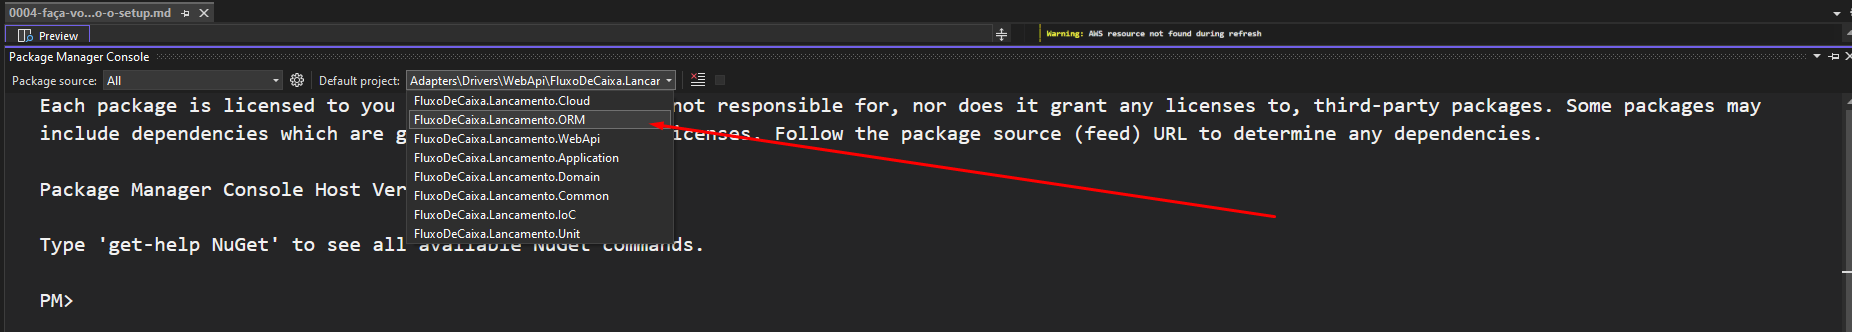 0004-faça-vo...o-o-setup.md
Preview
Warning: AWS resource not found during refresh
Package Manager Console
Package source: All
Default project: Adapters\Drivers\WebApi\FluxoDeCaixa.Lancar
FluxoDeCaixa.Lancamento.Cloud
FluxoDeCaixa.Lancamento.ORM
FluxoDeCaixa.Lancamento.WebApi
FluxoDeCaixa.Lancamento.Application
FluxoDeCaixa.Lancamento.Domain
FluxoDeCaixa.Lancamento.Common
FluxoDeCaixa.Lancamento.IoC
FluxoDeCaixa.Lancamento.Unit
Each package is licensed to you not responsible for, nor does it grant any licenses to, third-party packages. Some packages may
include dependencies which are g icenses. Follow the package source (feed) URL to determine any dependencies.
Package Manager Console Host Ver
Type 'get-help NuGet' to see all available NuGet commands.
PM>